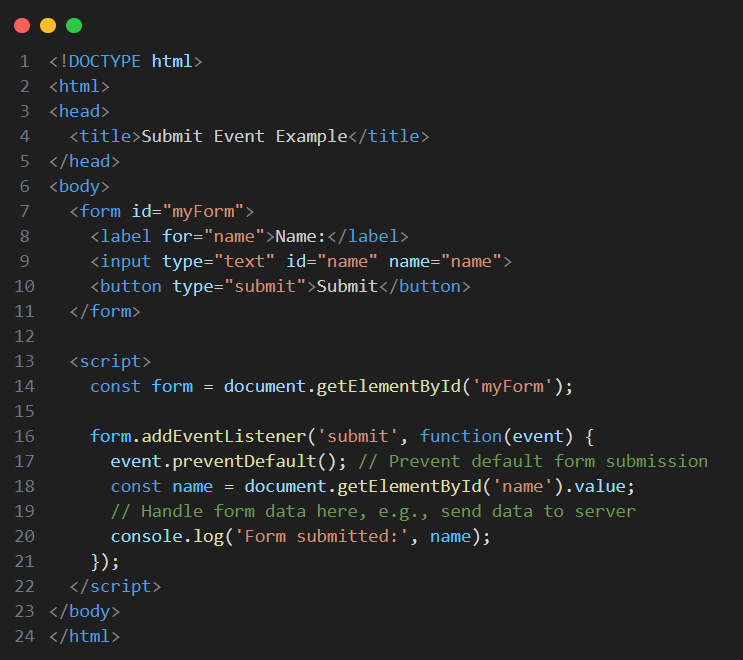 1 <!DOCTYPE html>
2 <html>
3 <head>
4   <title>Submit Event Example</title>
5 </head>
6 <body>
7   <form id="myForm">
8     <label for="name">Name:</label>
9     <input type="text" id="name" name="name">
10     <button type="submit">Submit</button>
11   </form>
12
13   <script>
14     const form = document.getElementById('myForm');
15
16     form.addEventListener('submit', function(event) {
17       event.preventDefault(); // Prevent default form submission
18       const name = document.getElementById('name').value;
19       // Handle form data here, e.g., send data to server
20       console.log('Form submitted:', name);
21     });
22   </script>
23 </body>
24 </html>